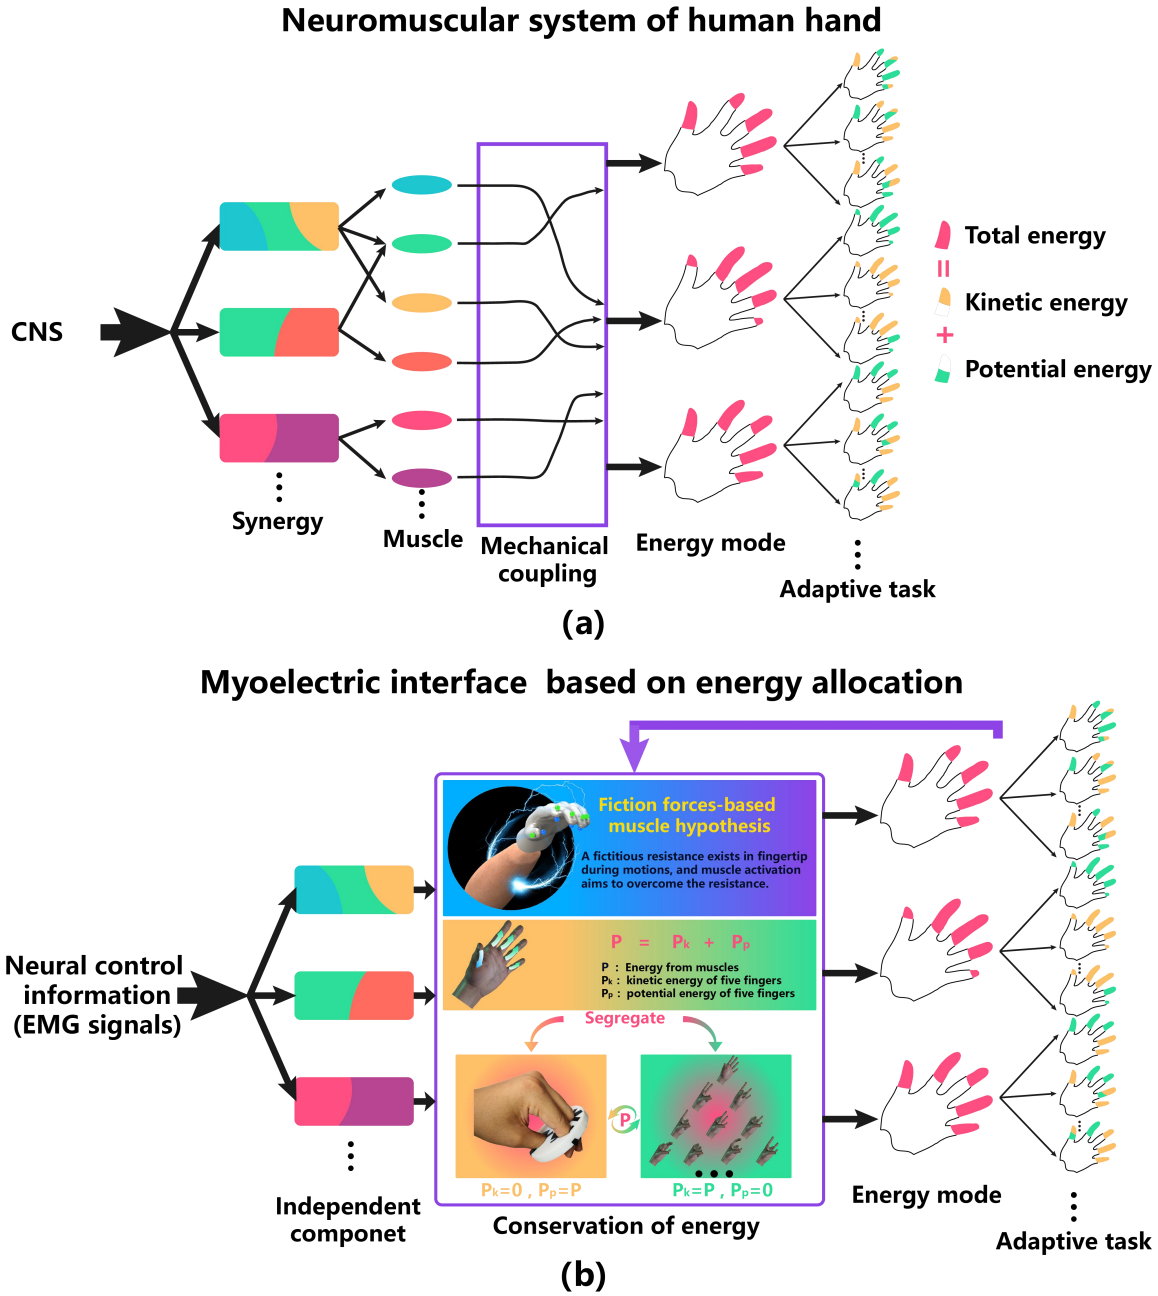 Neuromuscular system of human hand
CNS
Synergy
Muscle
Mechanical
coupling
Energy mode
Adaptive task
Total energy
=
Kinetic energy
+
Potential energy
(a)
Myoelectric interface based on energy allocation
Neural control
information
(EMG signals)
Independent
componet
Fiction forces-based
muscle hypothesis
A fictitious resistance exists in fingertip
during motions, and muscle activation
aims to overcome the resistance.
P = Pk + Pp
P : Energy from muscles
Pk : kinetic energy of five fingers
Pp : potential energy of five fingers
Segregate
P
Pk=0 , Pp=P
Pk=P , Pp=0
Conservation of energy
Energy mode
Adaptive task
(b)